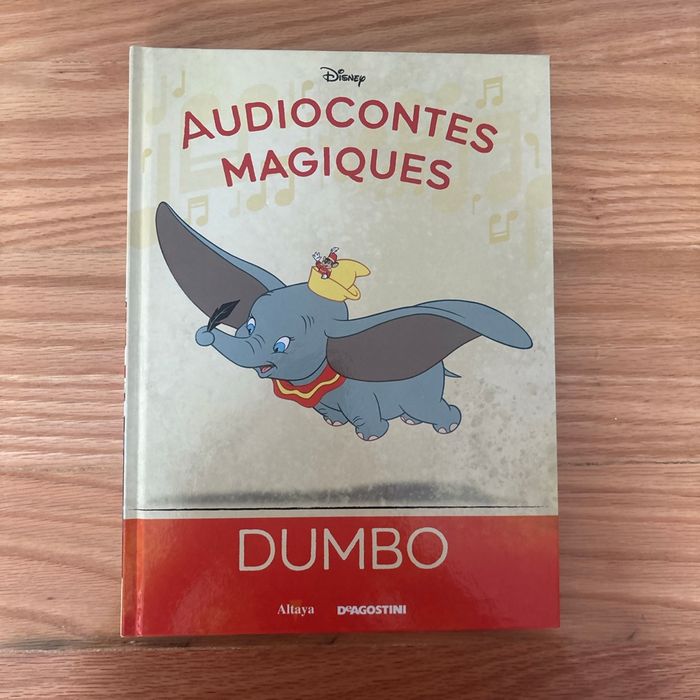 Disney
AUDIOCONTES
MAGIQUES
DUMBO
Altaya DeAGOSTINI